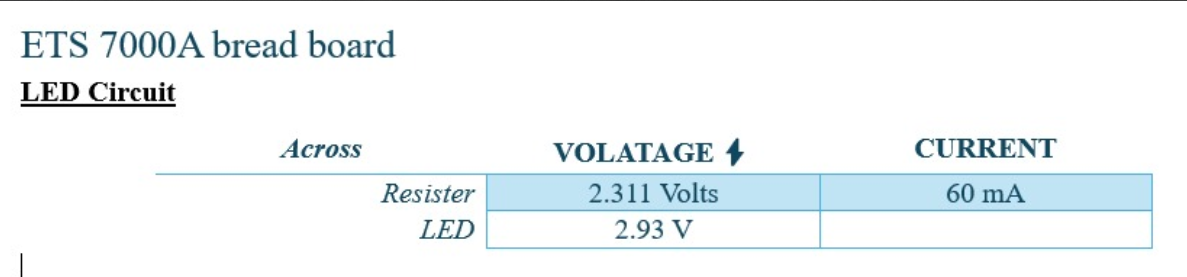 ETS 7000A bread board
LED Circuit
Across VOLATAGE CURRENT
Resister 2.311 Volts 60 mA
LED 2.93 V